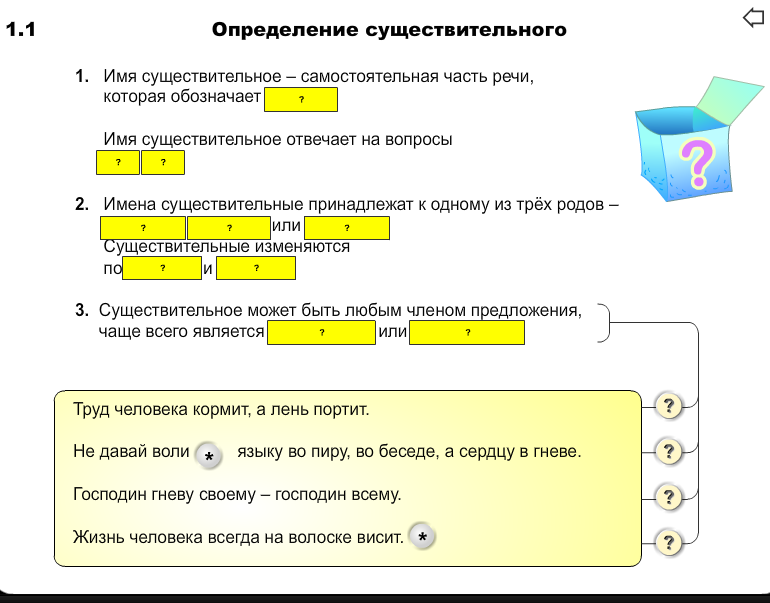 1.1 Определение существительного
1. Имя существительное – самостоятельная часть речи,
которая обозначает ?
Имя существительное отвечает на вопросы
? ?
?
2. Имена существительные принадлежат к одному из трёх родов –
? ? или ?
Существительные изменяются
по ? и ?
3. Существительное может быть любым членом предложения,
чаще всего является ? или ?
Труд человека кормит, а лень портит. ?
Не давай воли * языку во пиру, во беседе, а сердцу в гневе. ?
Господин гневу своему – господин всему. ?
Жизнь человека всегда на волоске висит. * ?